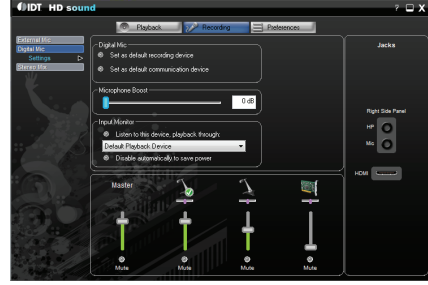 IDT HD sound
? X
Playback Recording Preferences
External Mic
Digital Mic
Settings
Stereo Mix
Digital Mic
Set as default recording device
Set as default communication device
Microphone Boost
0 dB
Input Monitor
Listen to this device, playback through:
Default Playback Device
Disable automatically to save power
Master
Mute Mute Mute Mute
Jacks
Right Side Panel
HP
Mic
HDMI